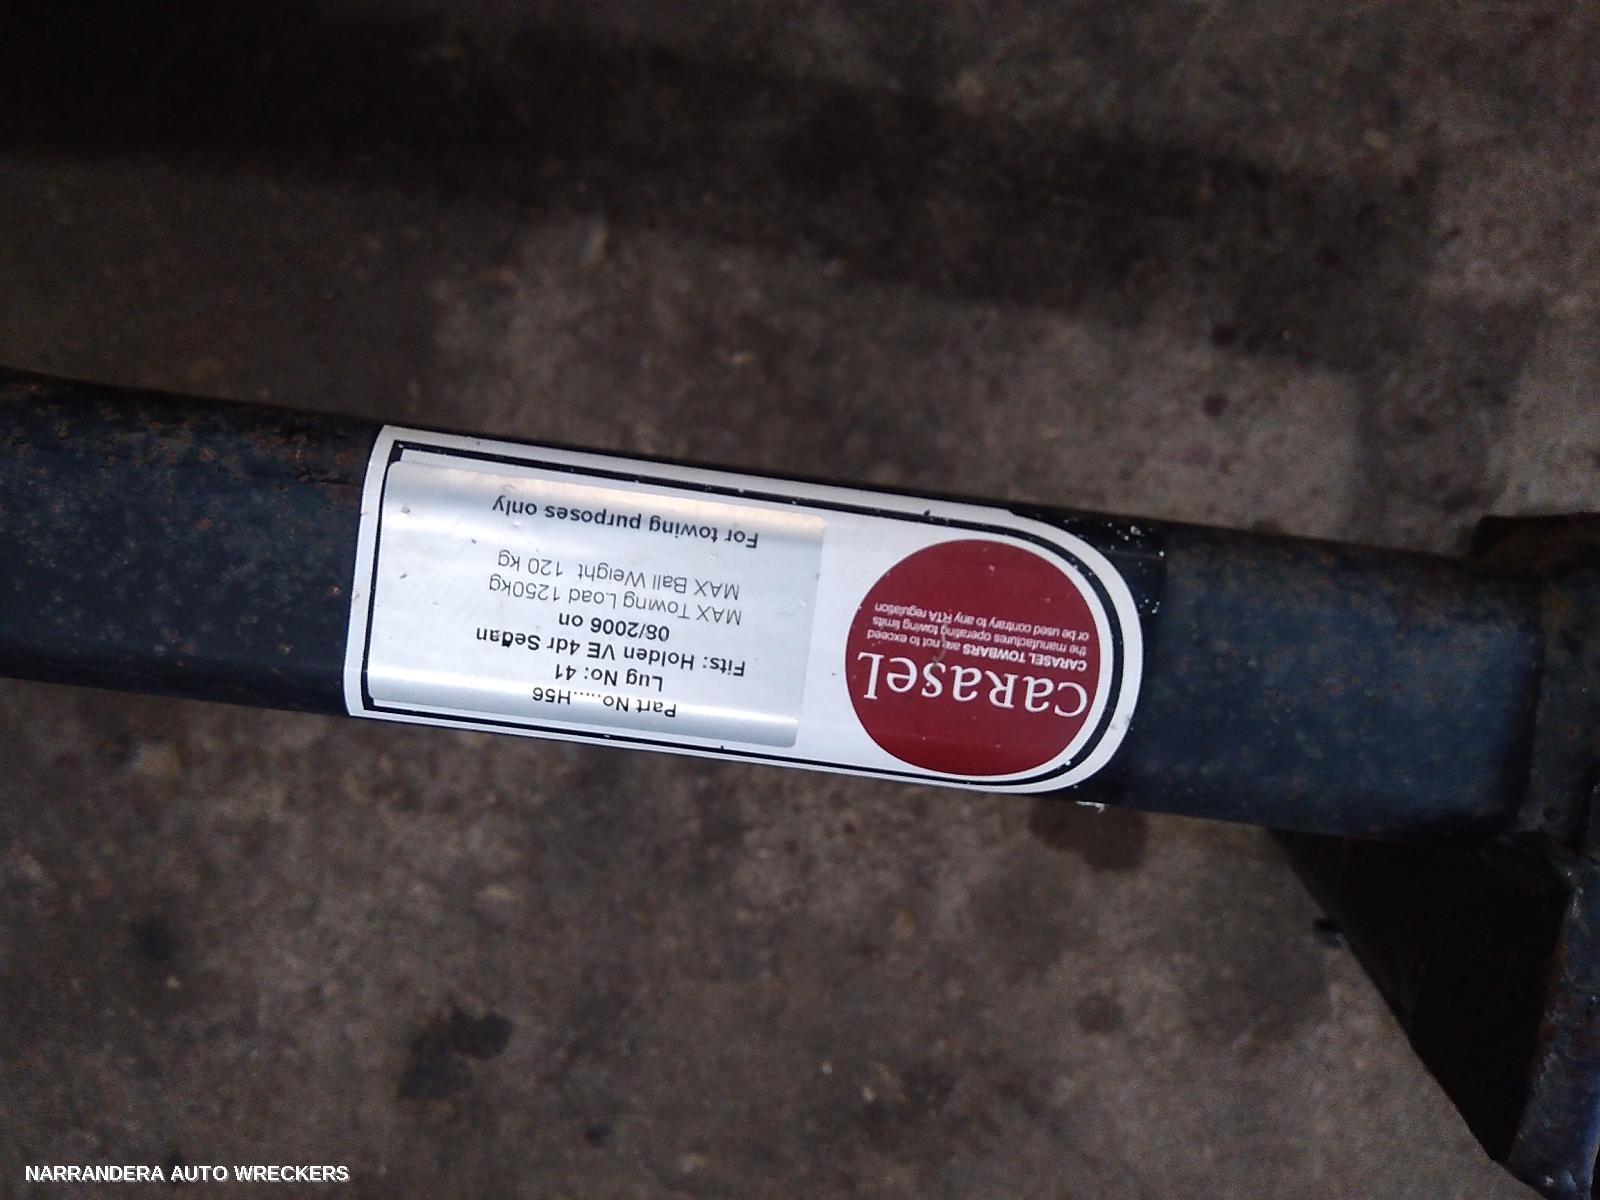 CARASEL
CARASEL TOWBARS are not to exceed
the manufactures operating towing limits
or be used contrary to any RTA regulation
Part No......H56
Lug No: 41
Fits: Holden VE 4dr Sedan
08/2006 on
MAX Towing Load 1250kg
MAX Ball Weight 120 kg
For towing purposes only
NARRANDERA AUTO WRECKERS